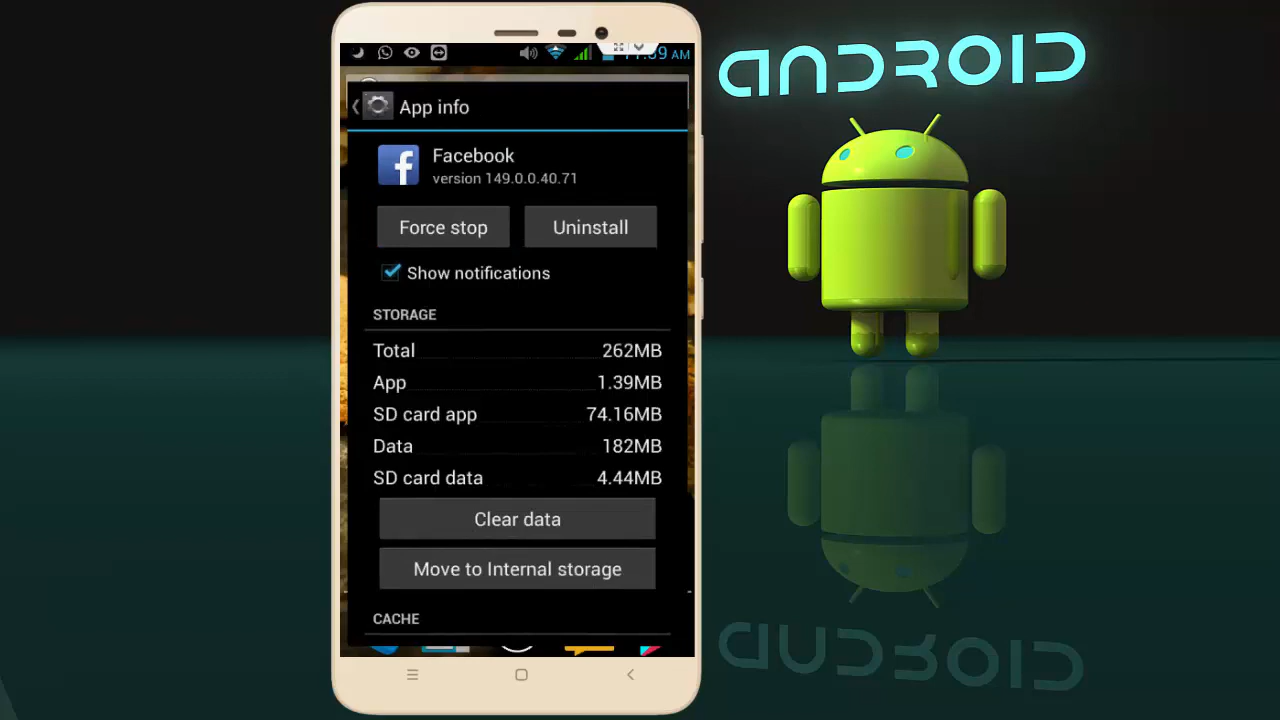 AM
App info
Facebook
version 149.0.0.40.71
Force stop
Uninstall
Show notifications
STORAGE
Total 262MB
App 1.39MB
SD card app 74.16MB
Data 182MB
SD card data 4.44MB
Clear data
Move to Internal storage
CACHE
ANDROID